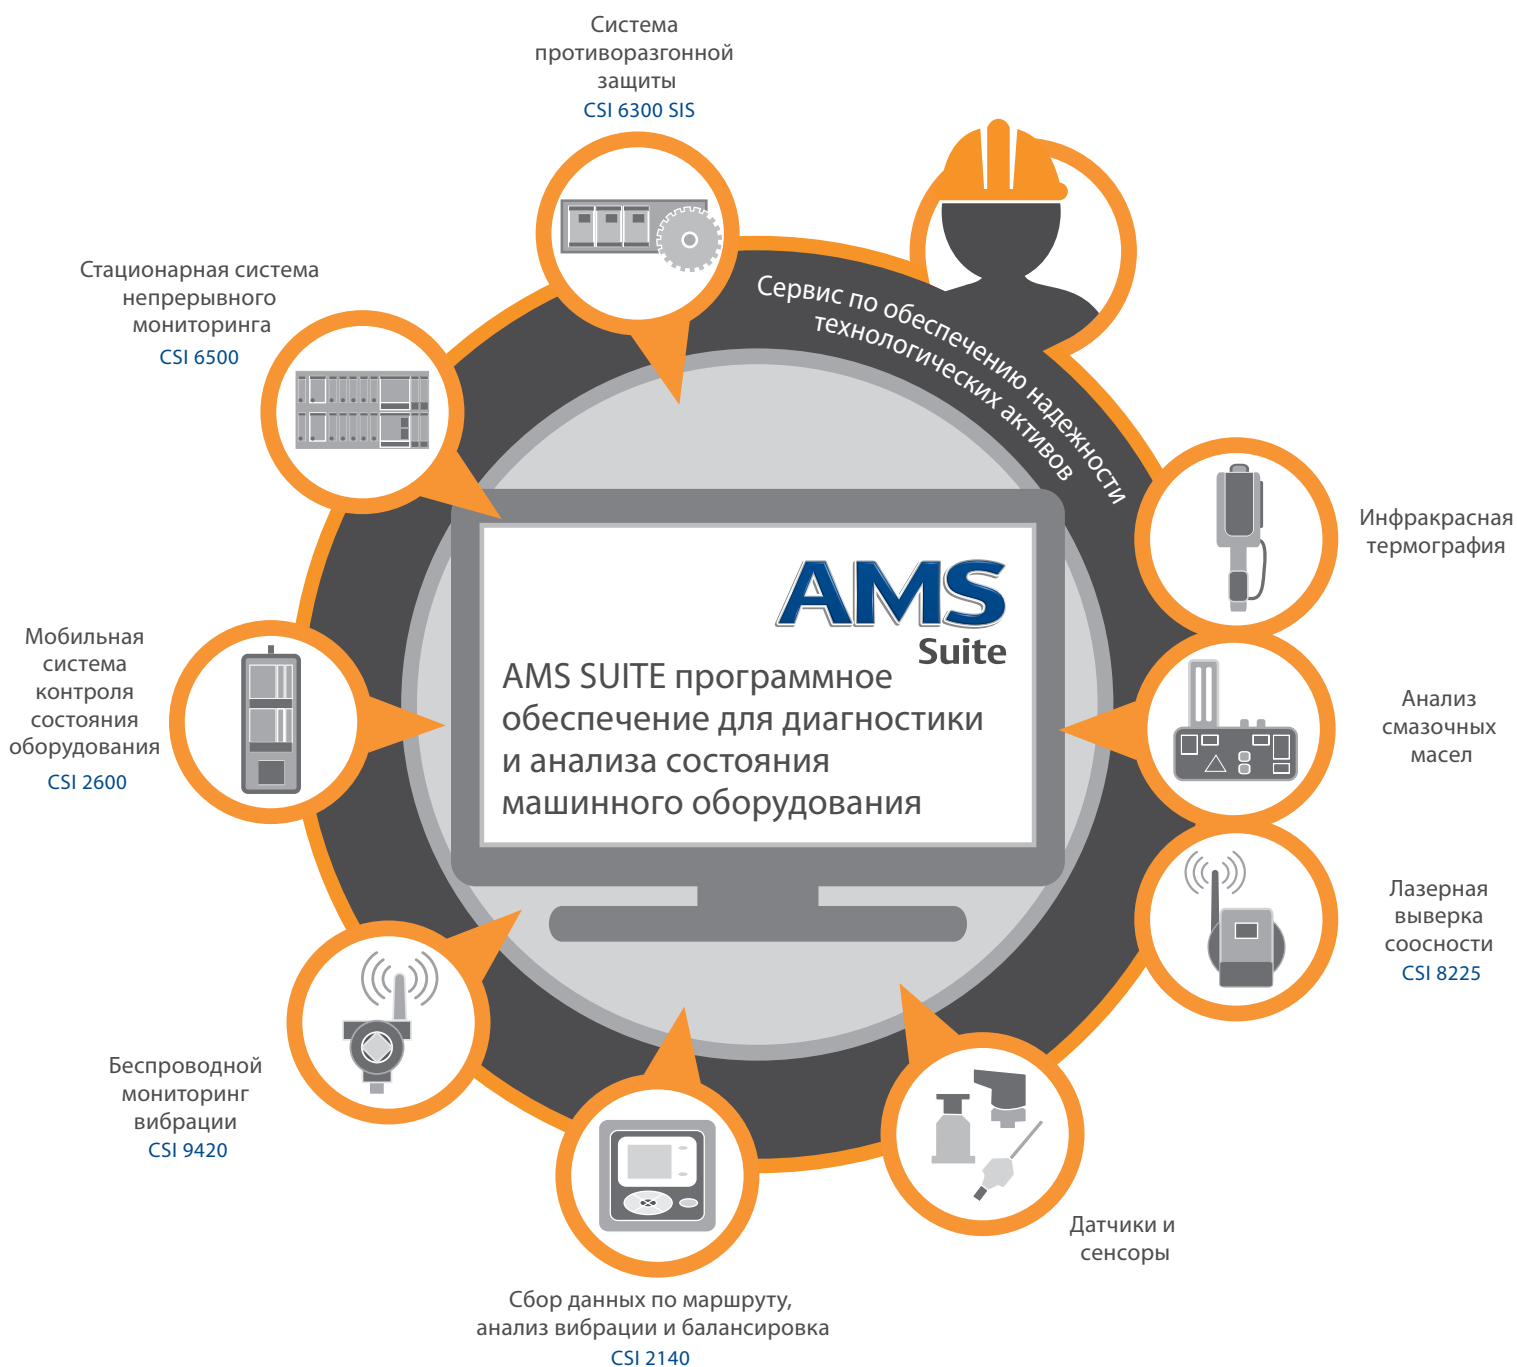 Система
противоразгонной
защиты
CSI 6300 SIS
Сервис по обеспечению надежности
технологических активов
Стационарная система
непрерывного
мониторинга
CSI 6500
Инфракрасная
термография
AMS
Suite
AMS SUITE программное
обеспечение для диагностики
и анализа состояния
машинного оборудования
Мобильная
система
контроля
состояния
оборудования
CSI 2600
Анализ
смазочных
масел
Лазерная
выверка
соосности
CSI 8225
Беспроводной
мониторинг
вибрации
CSI 9420
Датчики и
сенсоры
Сбор данных по маршруту,
анализ вибрации и балансировка
CSI 2140